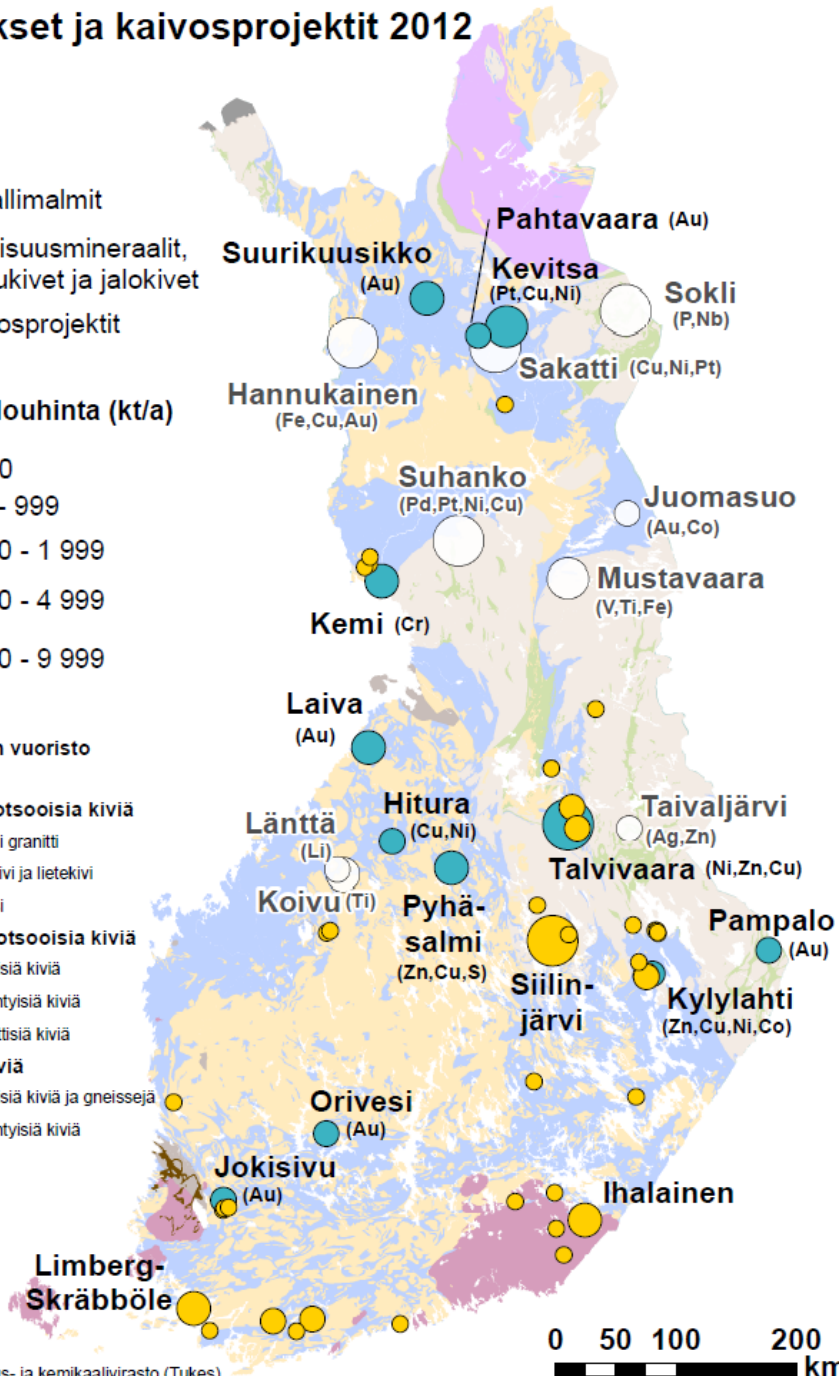 kset ja kaivosprojektit 2012
allimalmit
isuusmineraalit,
ukivet ja jalokivet
osprojektit
louhinta (kt/a)
0
- 999
0 - 1 999
0 - 4 999
0 - 9 999
n vuoristo
otsooisia kiviä
i granitti
ivi ja lietekivi
i
otsooisia kiviä
siä kiviä
ntyisiä kiviä
ttisiä kiviä
viä
siä kiviä ja gneissejä
ntyisiä kiviä
Pahtavaara (Au)
Suurikuusikko
(Au)
Kevitsa
(Pt,Cu,Ni)
Sokli
(P,Nb)
Sakatti (Cu,Ni,Pt)
Hannukainen
(Fe,Cu,Au)
Suhanko
(Pd,Pt,Ni,Cu)
Juomasuo
(Au,Co)
Mustavaara
(V,Ti,Fe)
Kemi (Cr)
Laiva
(Au)
Hitura
(Cu,Ni)
Länttä
(Li)
Taivaljärvi
(Ag,Zn)
Talvivaara (Ni,Zn,Cu)
Koivu (Ti)
Pyhä-
salmi
(Zn,Cu,S)
Siilin-
järvi
Pampalo
(Au)
Kylylahti
(Zn,Cu,Ni,Co)
Orivesi
(Au)
Jokisivu
(Au)
Ihalainen
Limberg-
Skräbböle
0 50 100 200
km
us- ja kemikaalivirasto (Tukes)